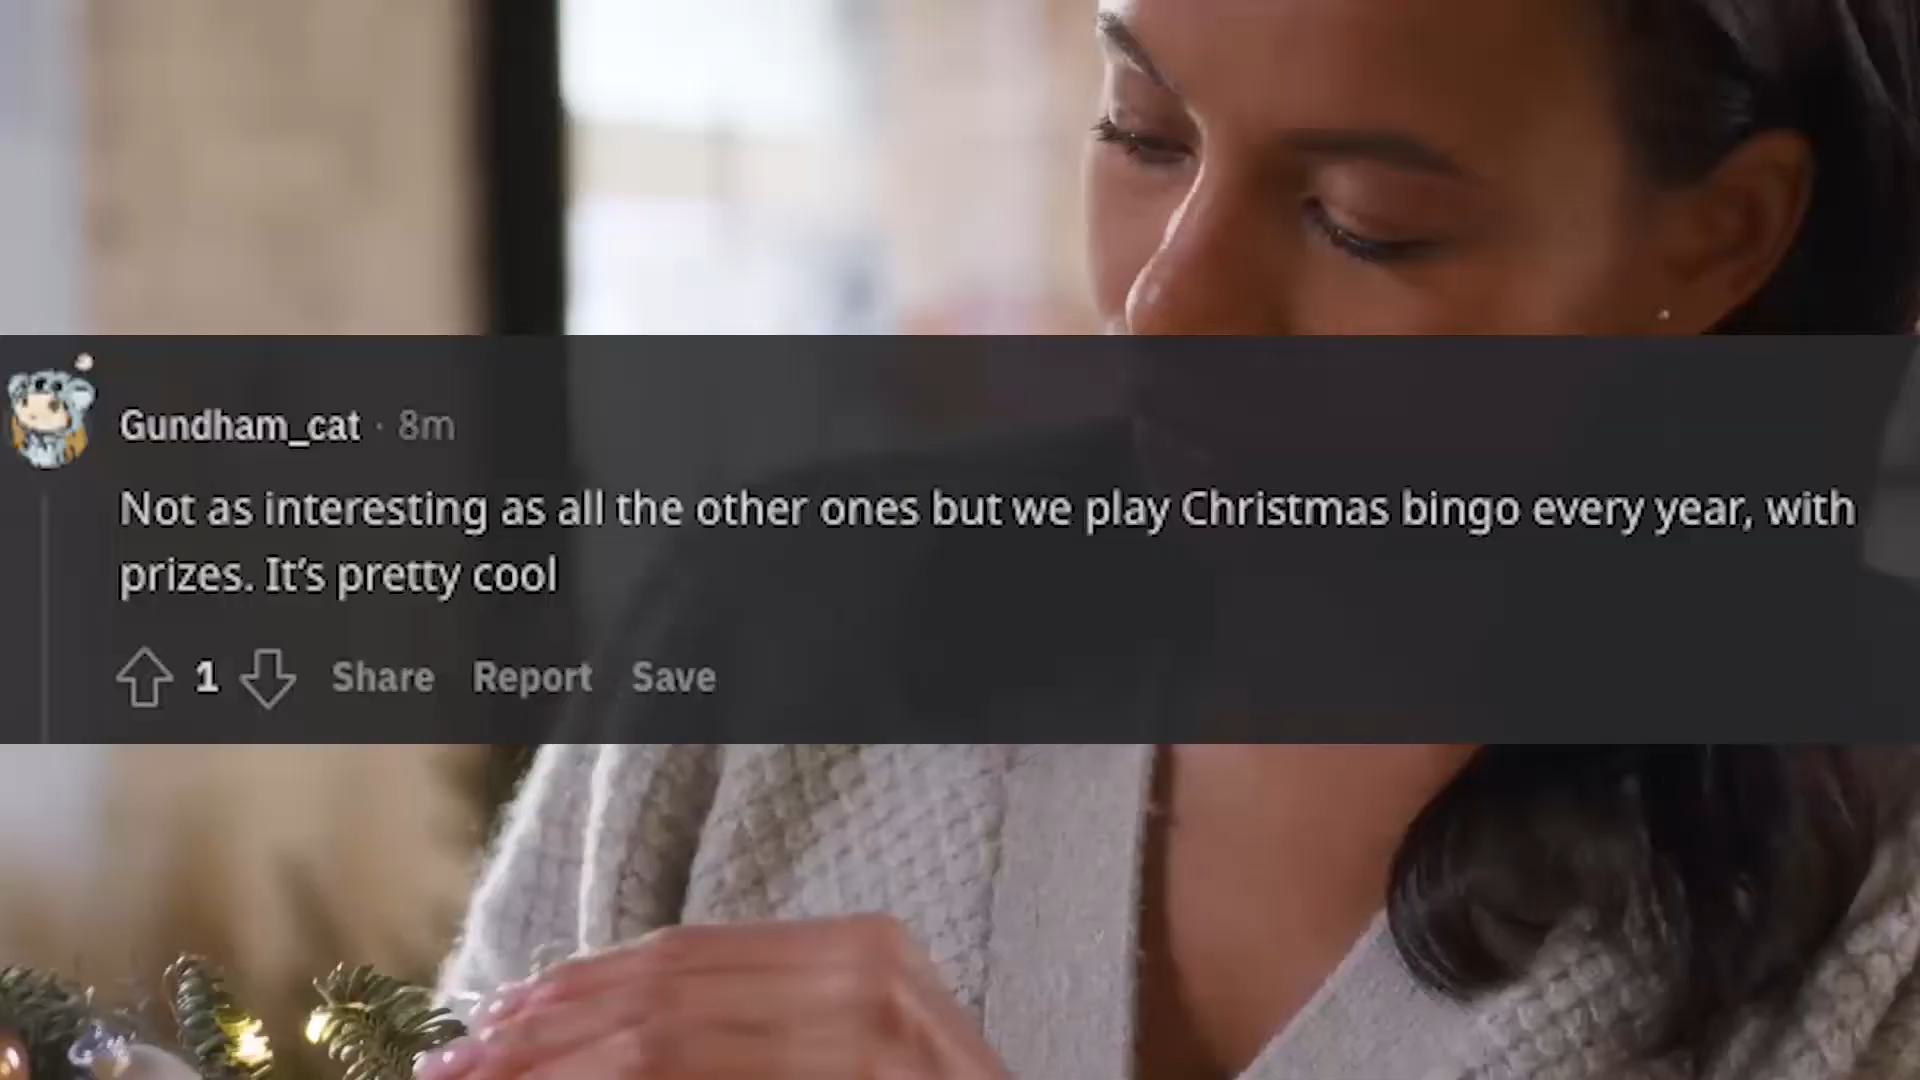 Gundham_cat · 8m
Not as interesting as all the other ones but we play Christmas bingo every year, with
prizes. It’s pretty cool
1 Share Report Save